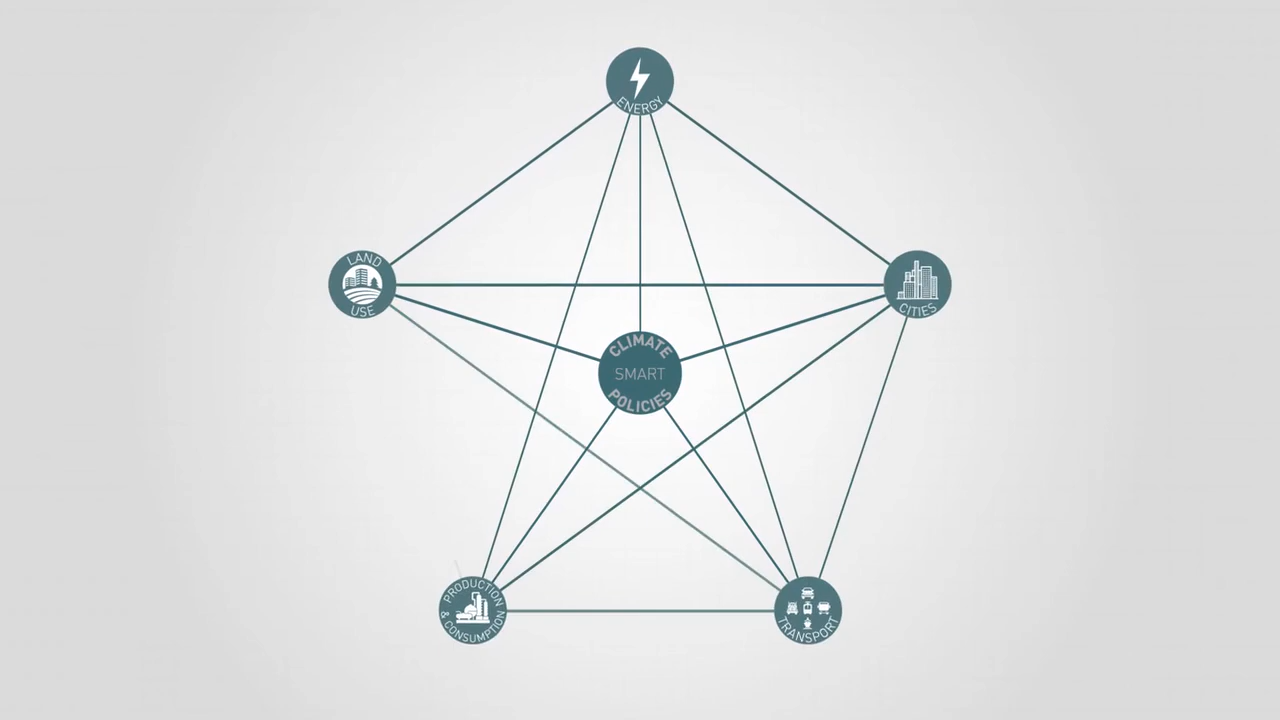 ENERGY
LAND
USE
CITIES
CLIMATE
SMART
POLICIES
PRODUCTION
& CONSUMPTION
TRANSPORT